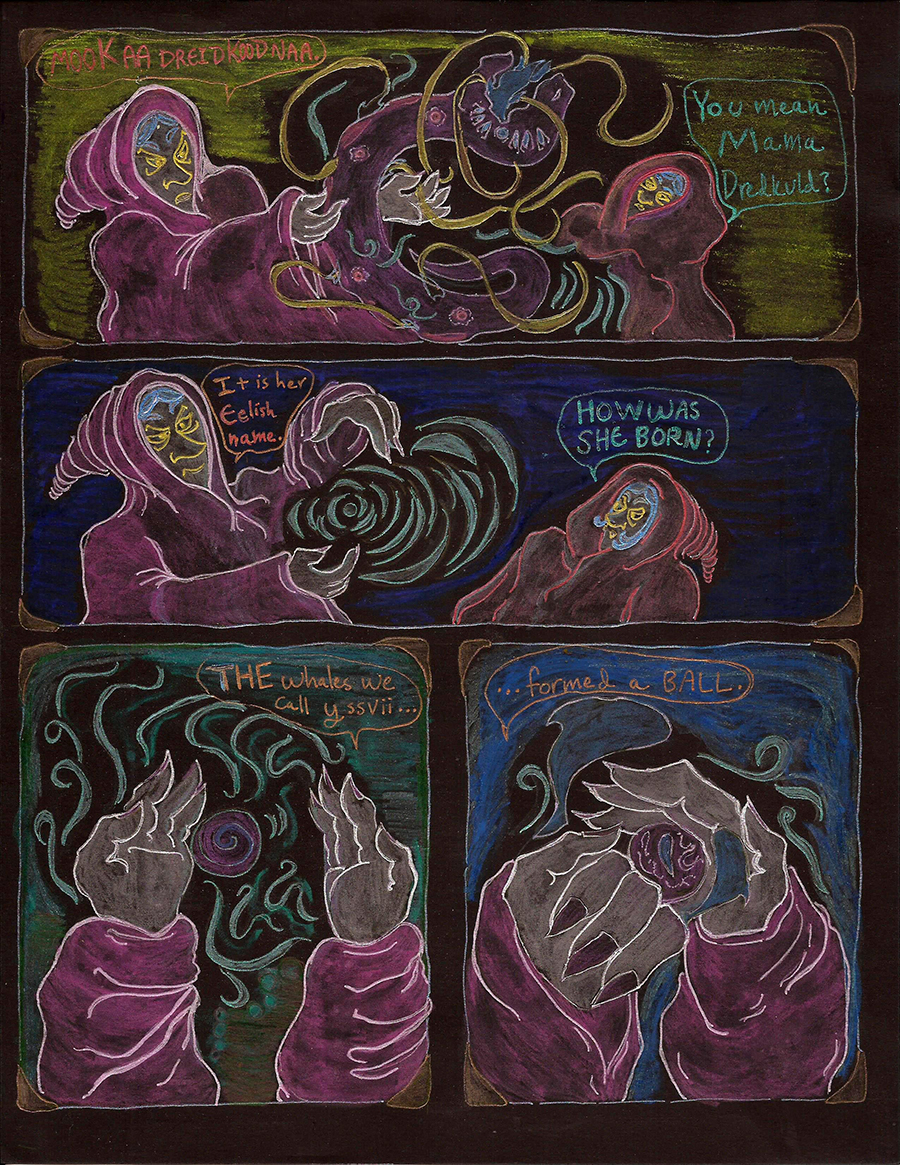 MOOK AA DREIDKOODNAA.
You mean
Mama
Dredkuld?
It is her
Eelish
name.
HOW WAS
SHE BORN?
THE whales we
call yssvii...
...formed a BALL.